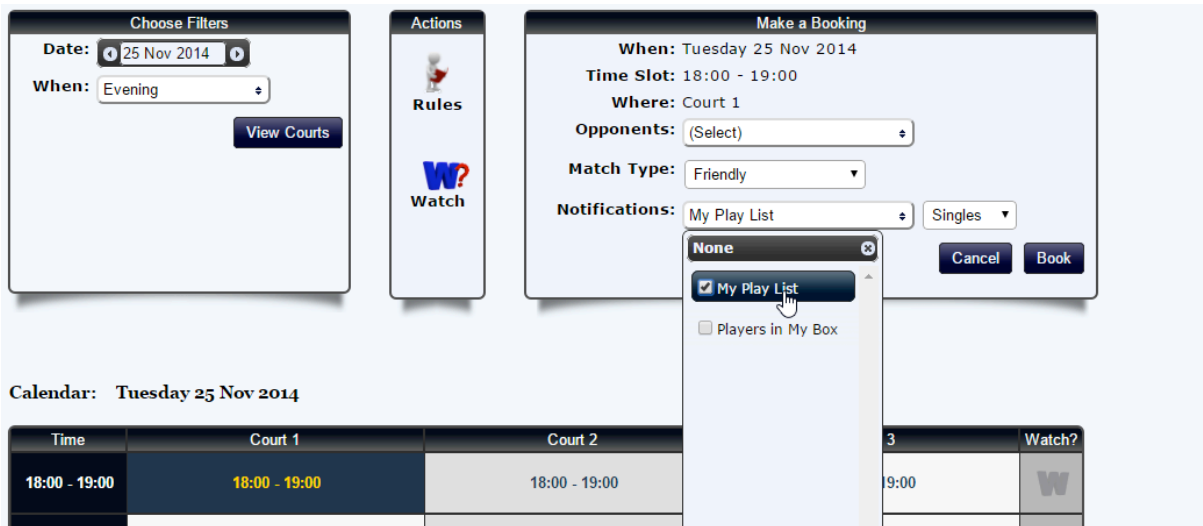 Choose Filters
Date: 25 Nov 2014
When: Evening
View Courts
Actions
Rules
W?
Watch
Make a Booking
When: Tuesday 25 Nov 2014
Time Slot: 18:00 - 19:00
Where: Court 1
Opponents: (Select)
Match Type: Friendly
Notifications: My Play List Singles
None
My Play List
Players in My Box
Cancel Book
Calendar: Tuesday 25 Nov 2014
Time Court 1 Court 2 3 Watch?
18:00 - 19:00 18:00 - 19:00 18:00 - 19:00 19:00 W